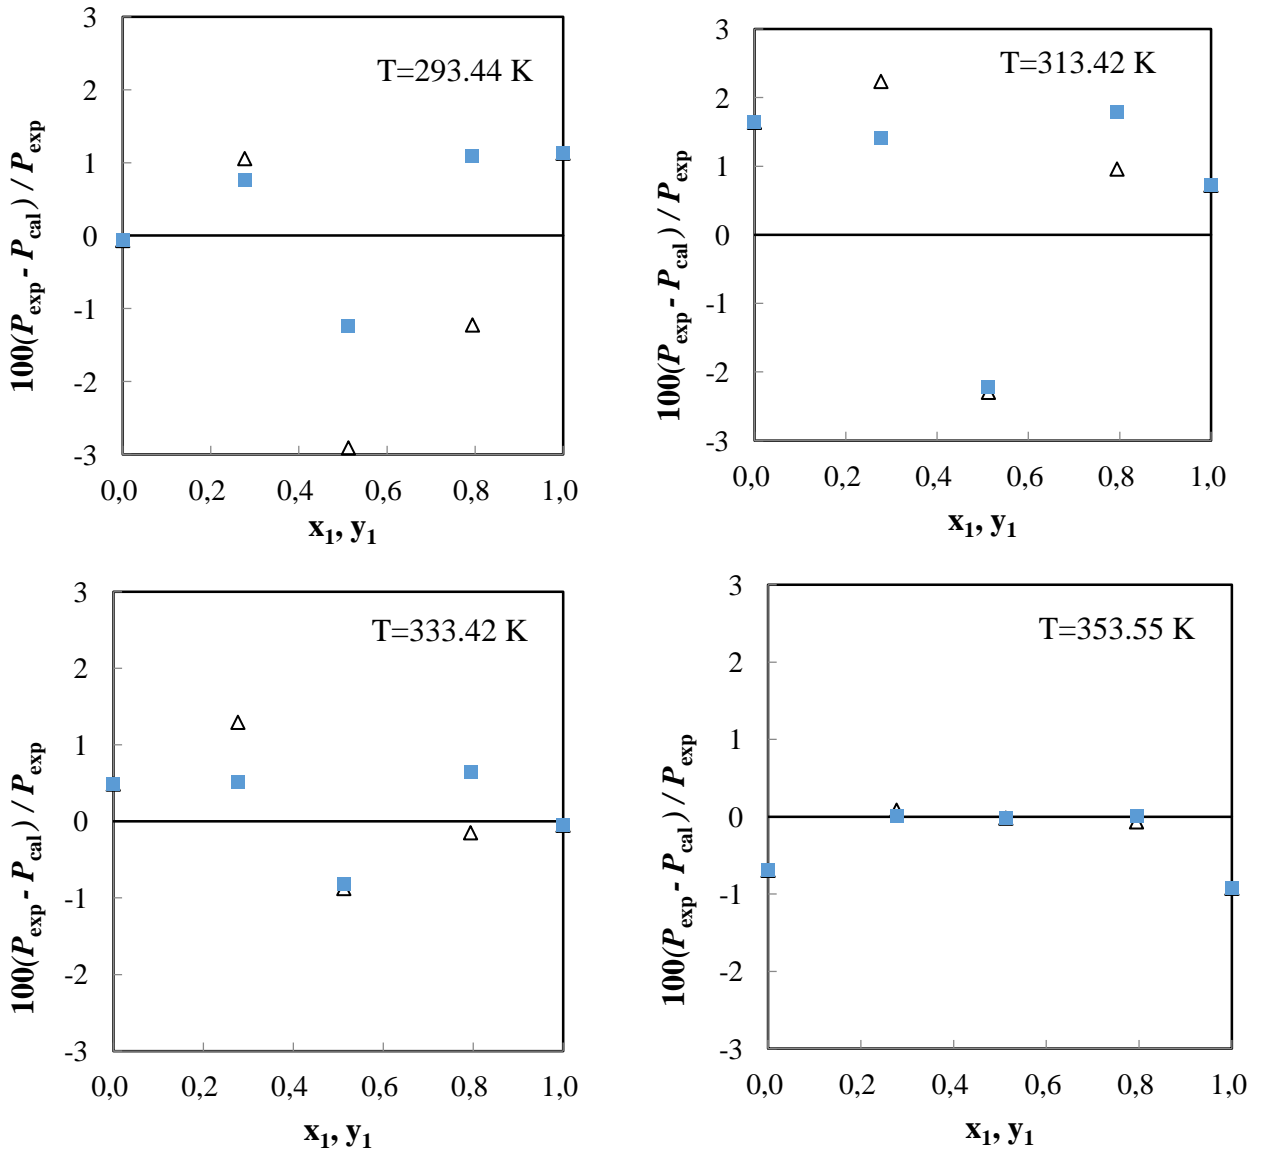 T=293.44 K
100(Pexp - Pcal) / Pexp
3
2
1
0
-1
-2
-3
0,0 0,2 0,4 0,6 0,8 1,0
x1, y1
T=313.42 K
100(Pexp - Pcal) / Pexp
3
2
1
0
-1
-2
-3
0,0 0,2 0,4 0,6 0,8 1,0
x1, y1
T=333.42 K
100(Pexp - Pcal) / Pexp
3
2
1
0
-1
-2
-3
0,0 0,2 0,4 0,6 0,8 1,0
x1, y1
T=353.55 K
100(Pexp - Pcal) / Pexp
3
2
1
0
-1
-2
-3
0,0 0,2 0,4 0,6 0,8 1,0
x1, y1